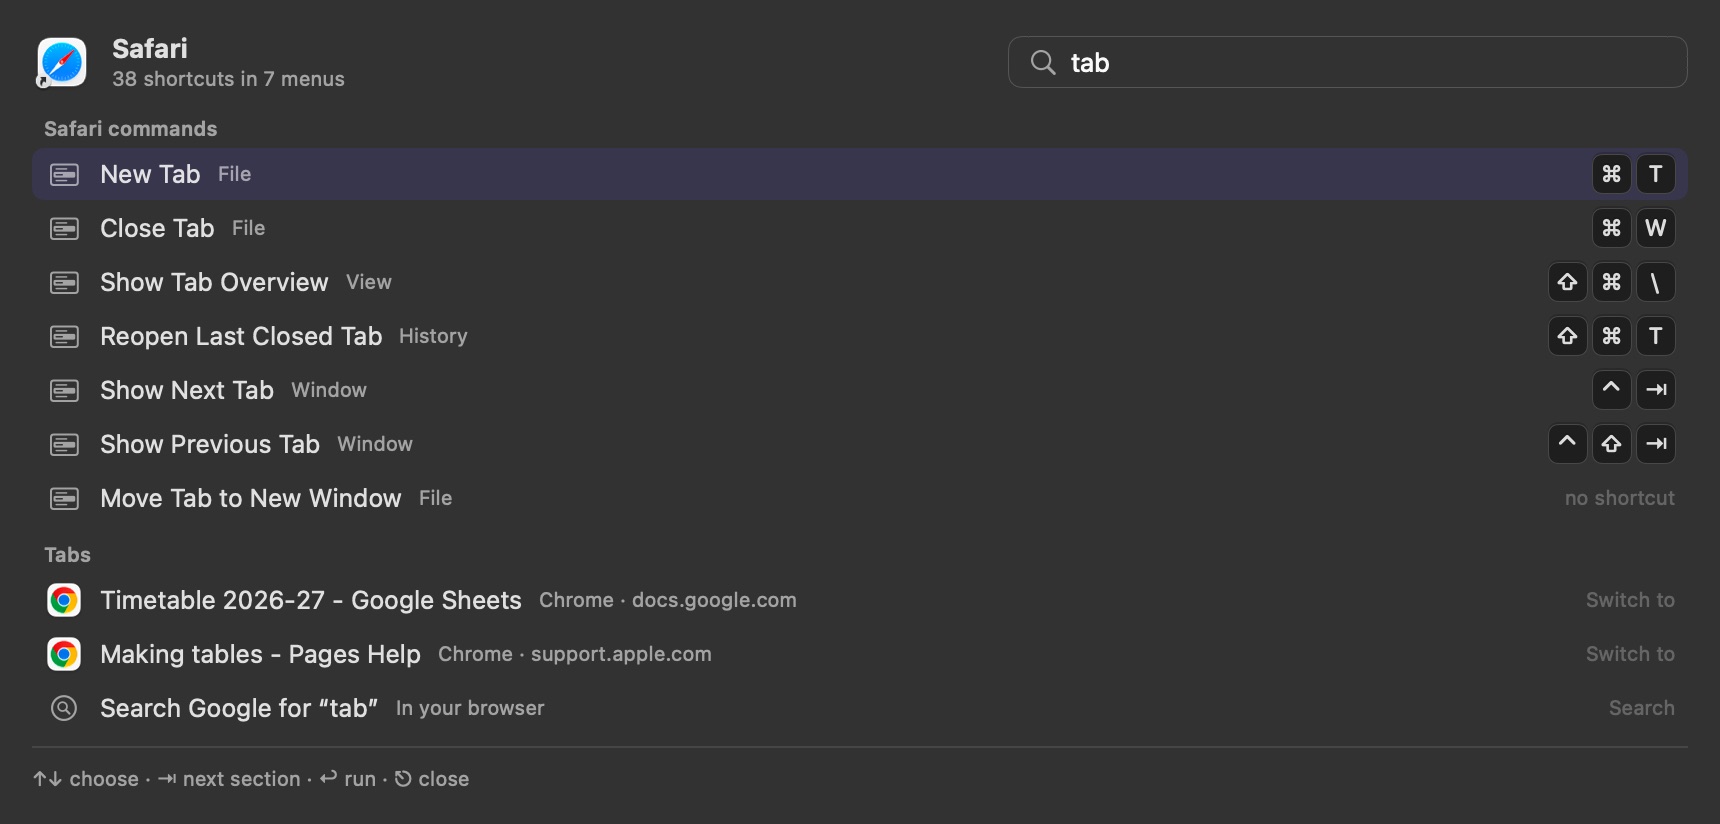 Safari
38 shortcuts in 7 menus
tab
Safari commands
New Tab File ⌘ T
Close Tab File ⌘ W
Show Tab Overview View ⇧ ⌘ \
Reopen Last Closed Tab History ⇧ ⌘ T
Show Next Tab Window ^ ⇥
Show Previous Tab Window ^ ⇧ ⇥
Move Tab to New Window File no shortcut
Tabs
Timetable 2026-27 - Google Sheets Chrome · docs.google.com Switch to
Making tables - Pages Help Chrome · support.apple.com Switch to
Search Google for “tab” In your browser Search
↑↓ choose · ⇥ next section · ↩ run · ⎋ close